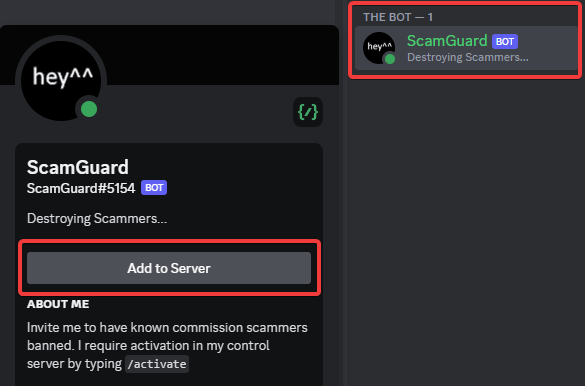 hey^^
ScamGuard
ScamGuard#5154 BOT
Destroying Scammers...
Add to Server
ABOUT ME
Invite me to have known commission scammers
banned. I require activation in my control
server by typing /activate
THE BOT — 1
hey^^
ScamGuard BOT
Destroying Scammers...